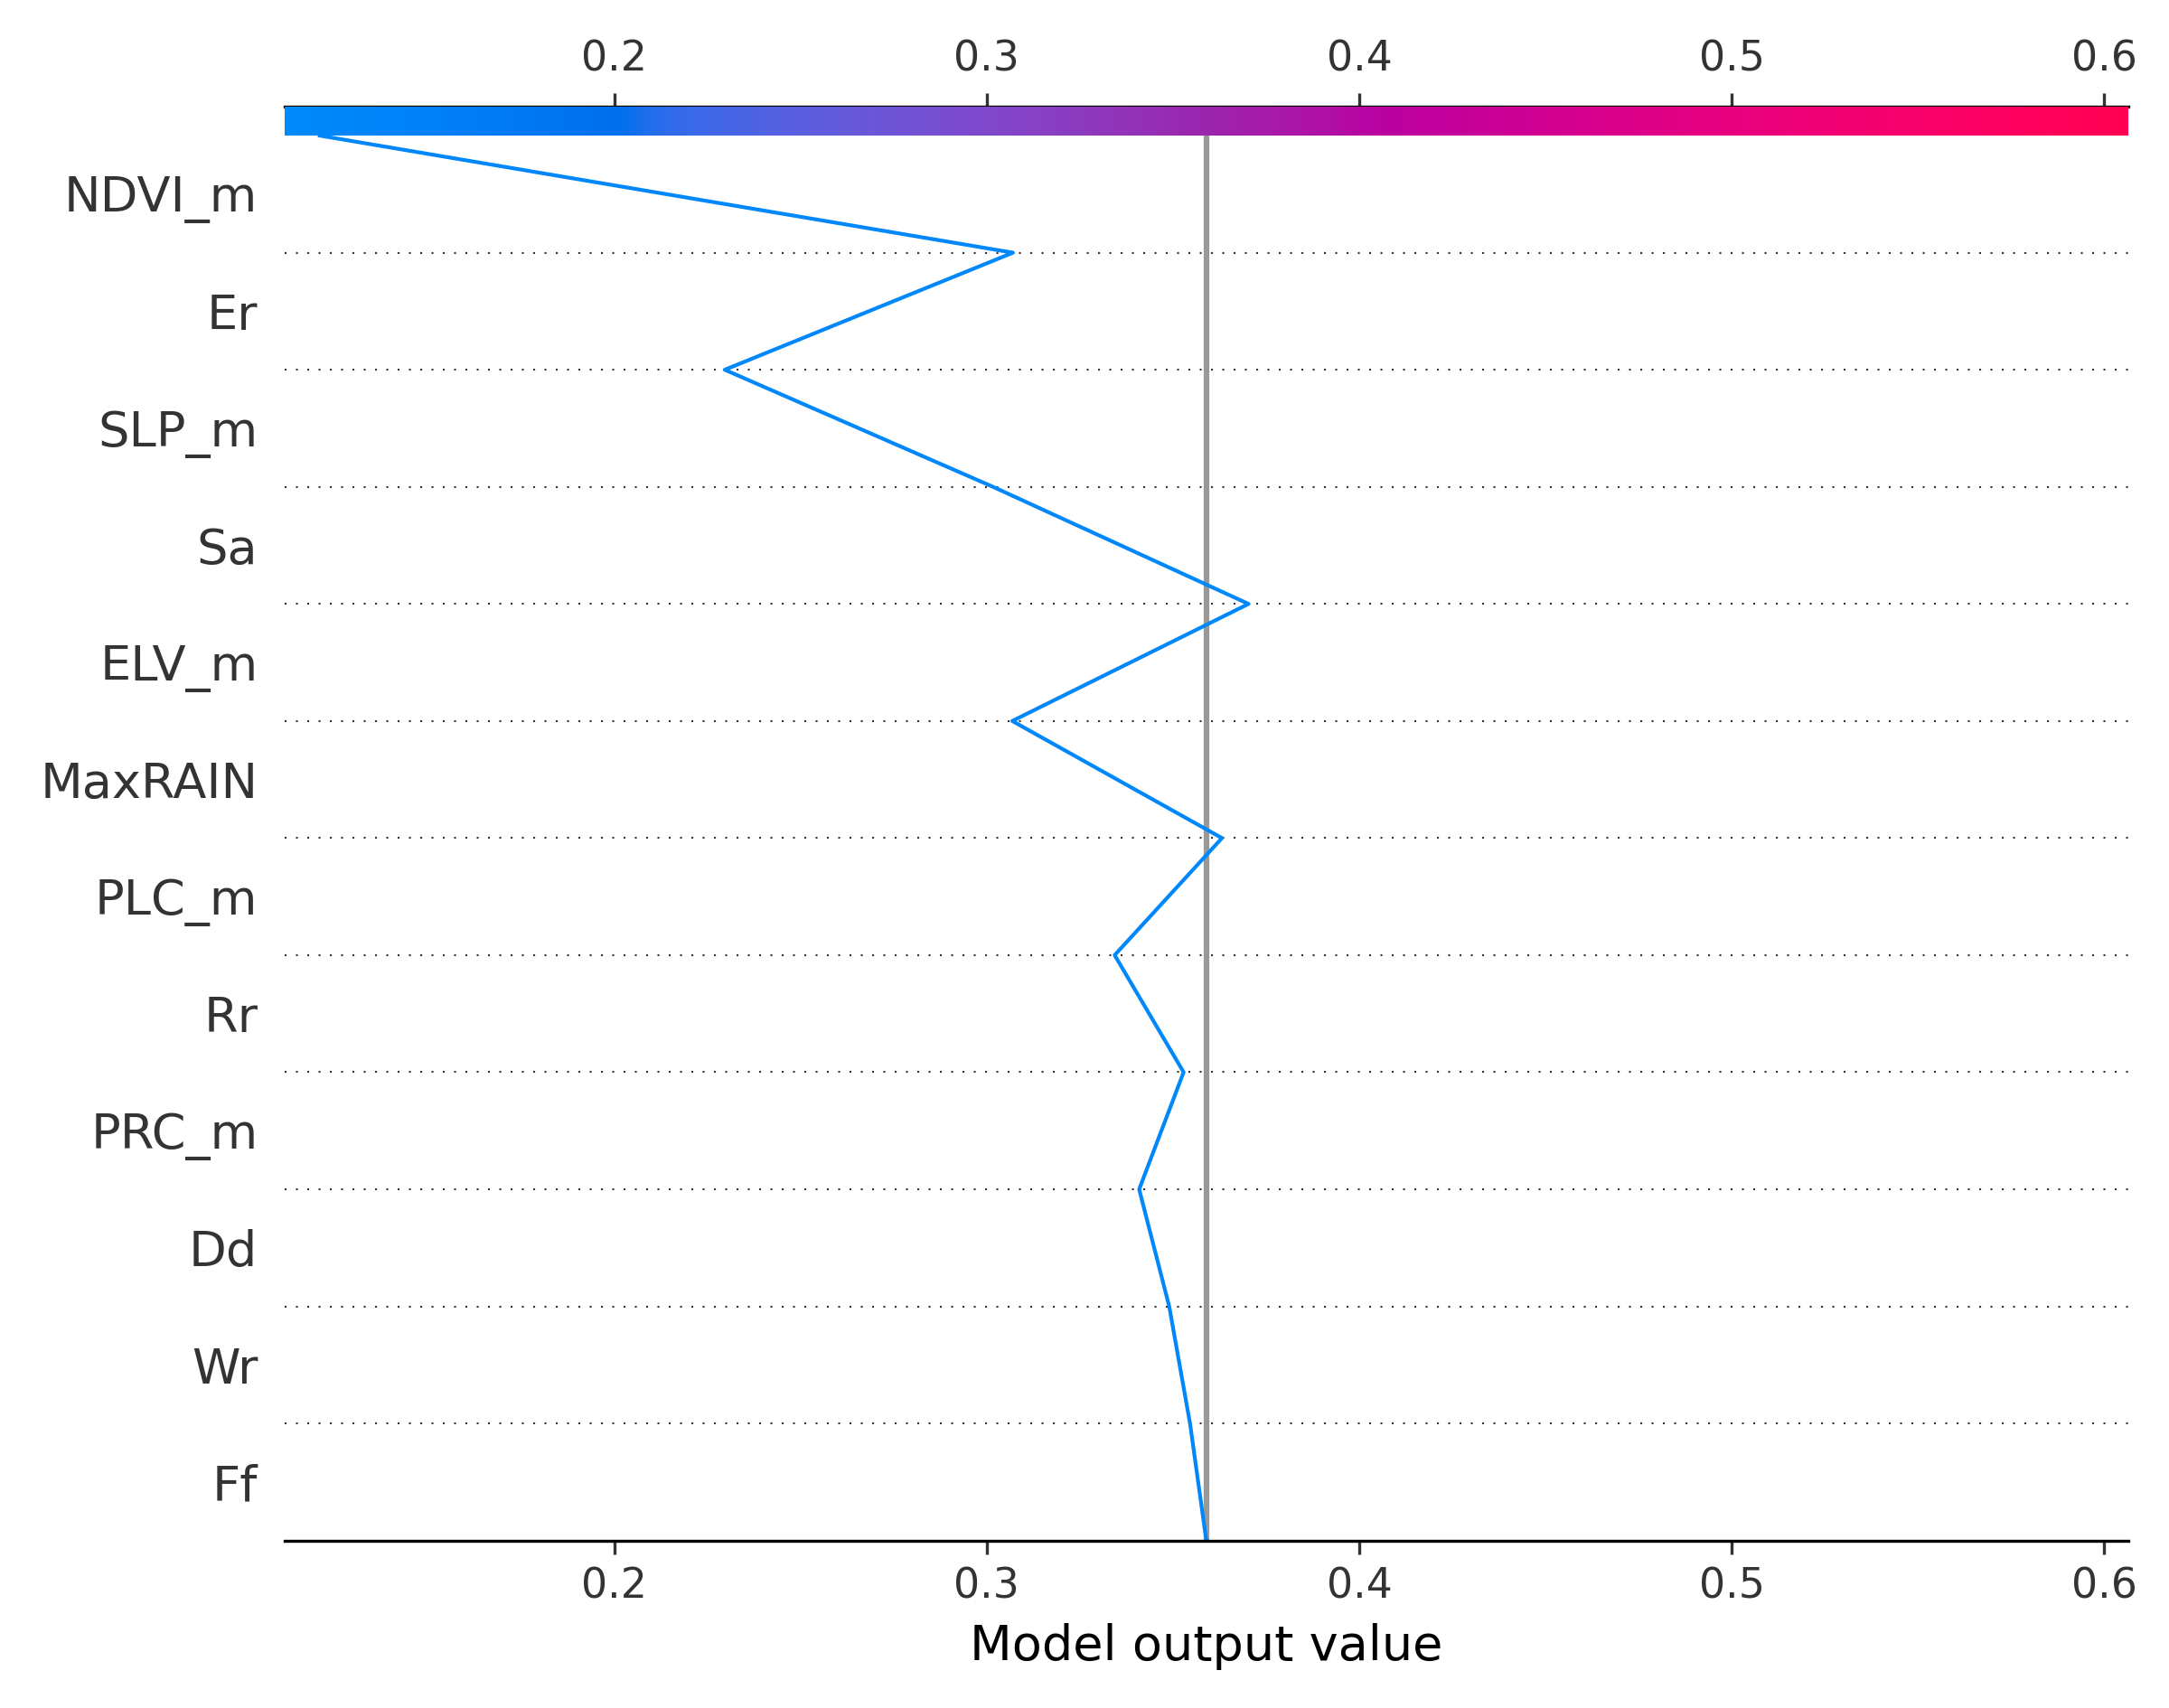 0.2 0.3 0.4 0.5 0.6
NDVI_m
Er
SLP_m
Sa
ELV_m
MaxRAIN
PLC_m
Rr
PRC_m
Dd
Wr
Ff
0.2 0.3 0.4 0.5 0.6
Model output value